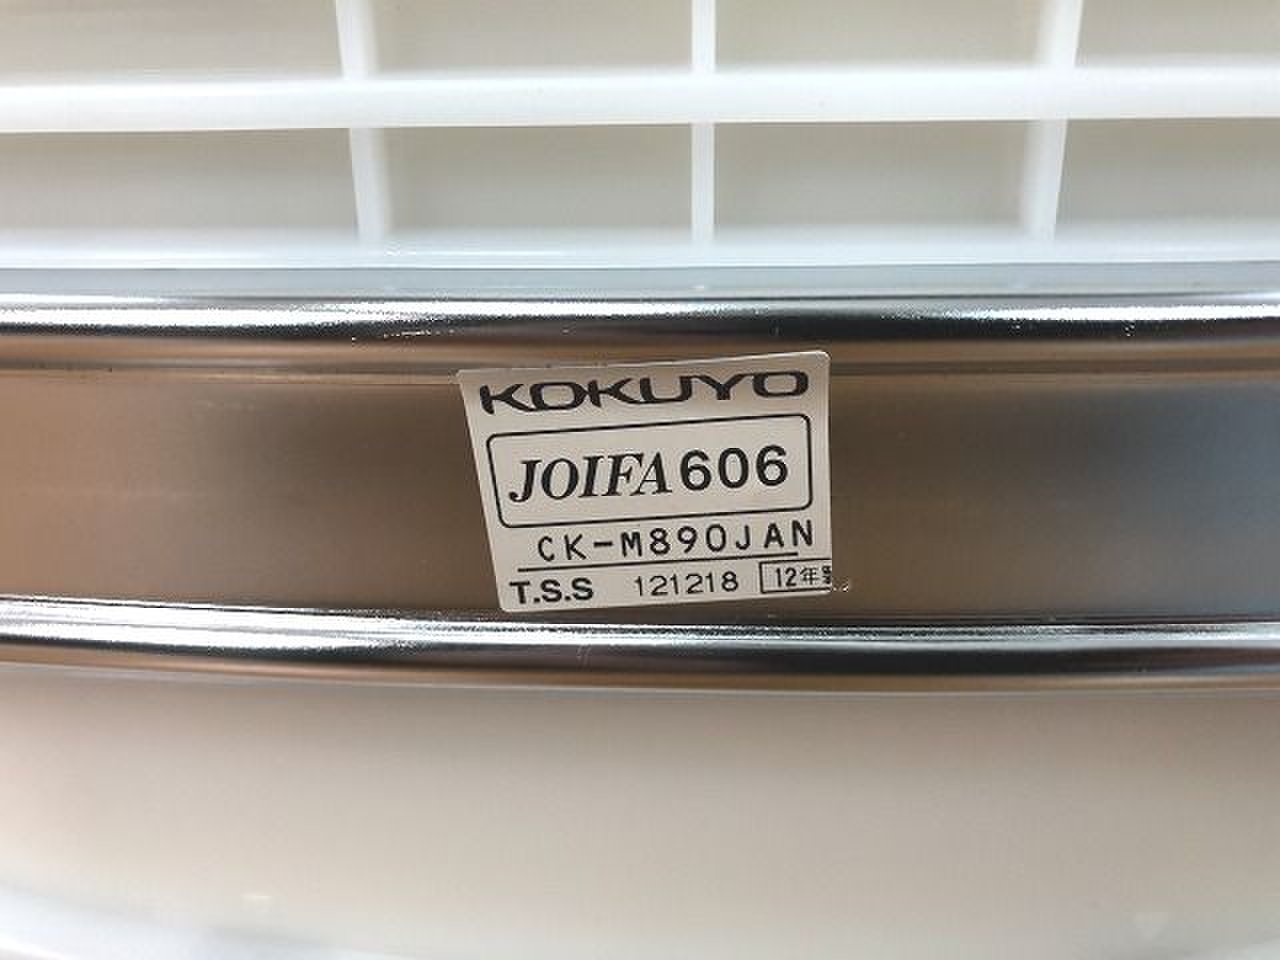 KOKUYO
JOIFA606
CK-M890JAN
T.S.S 121218 12年